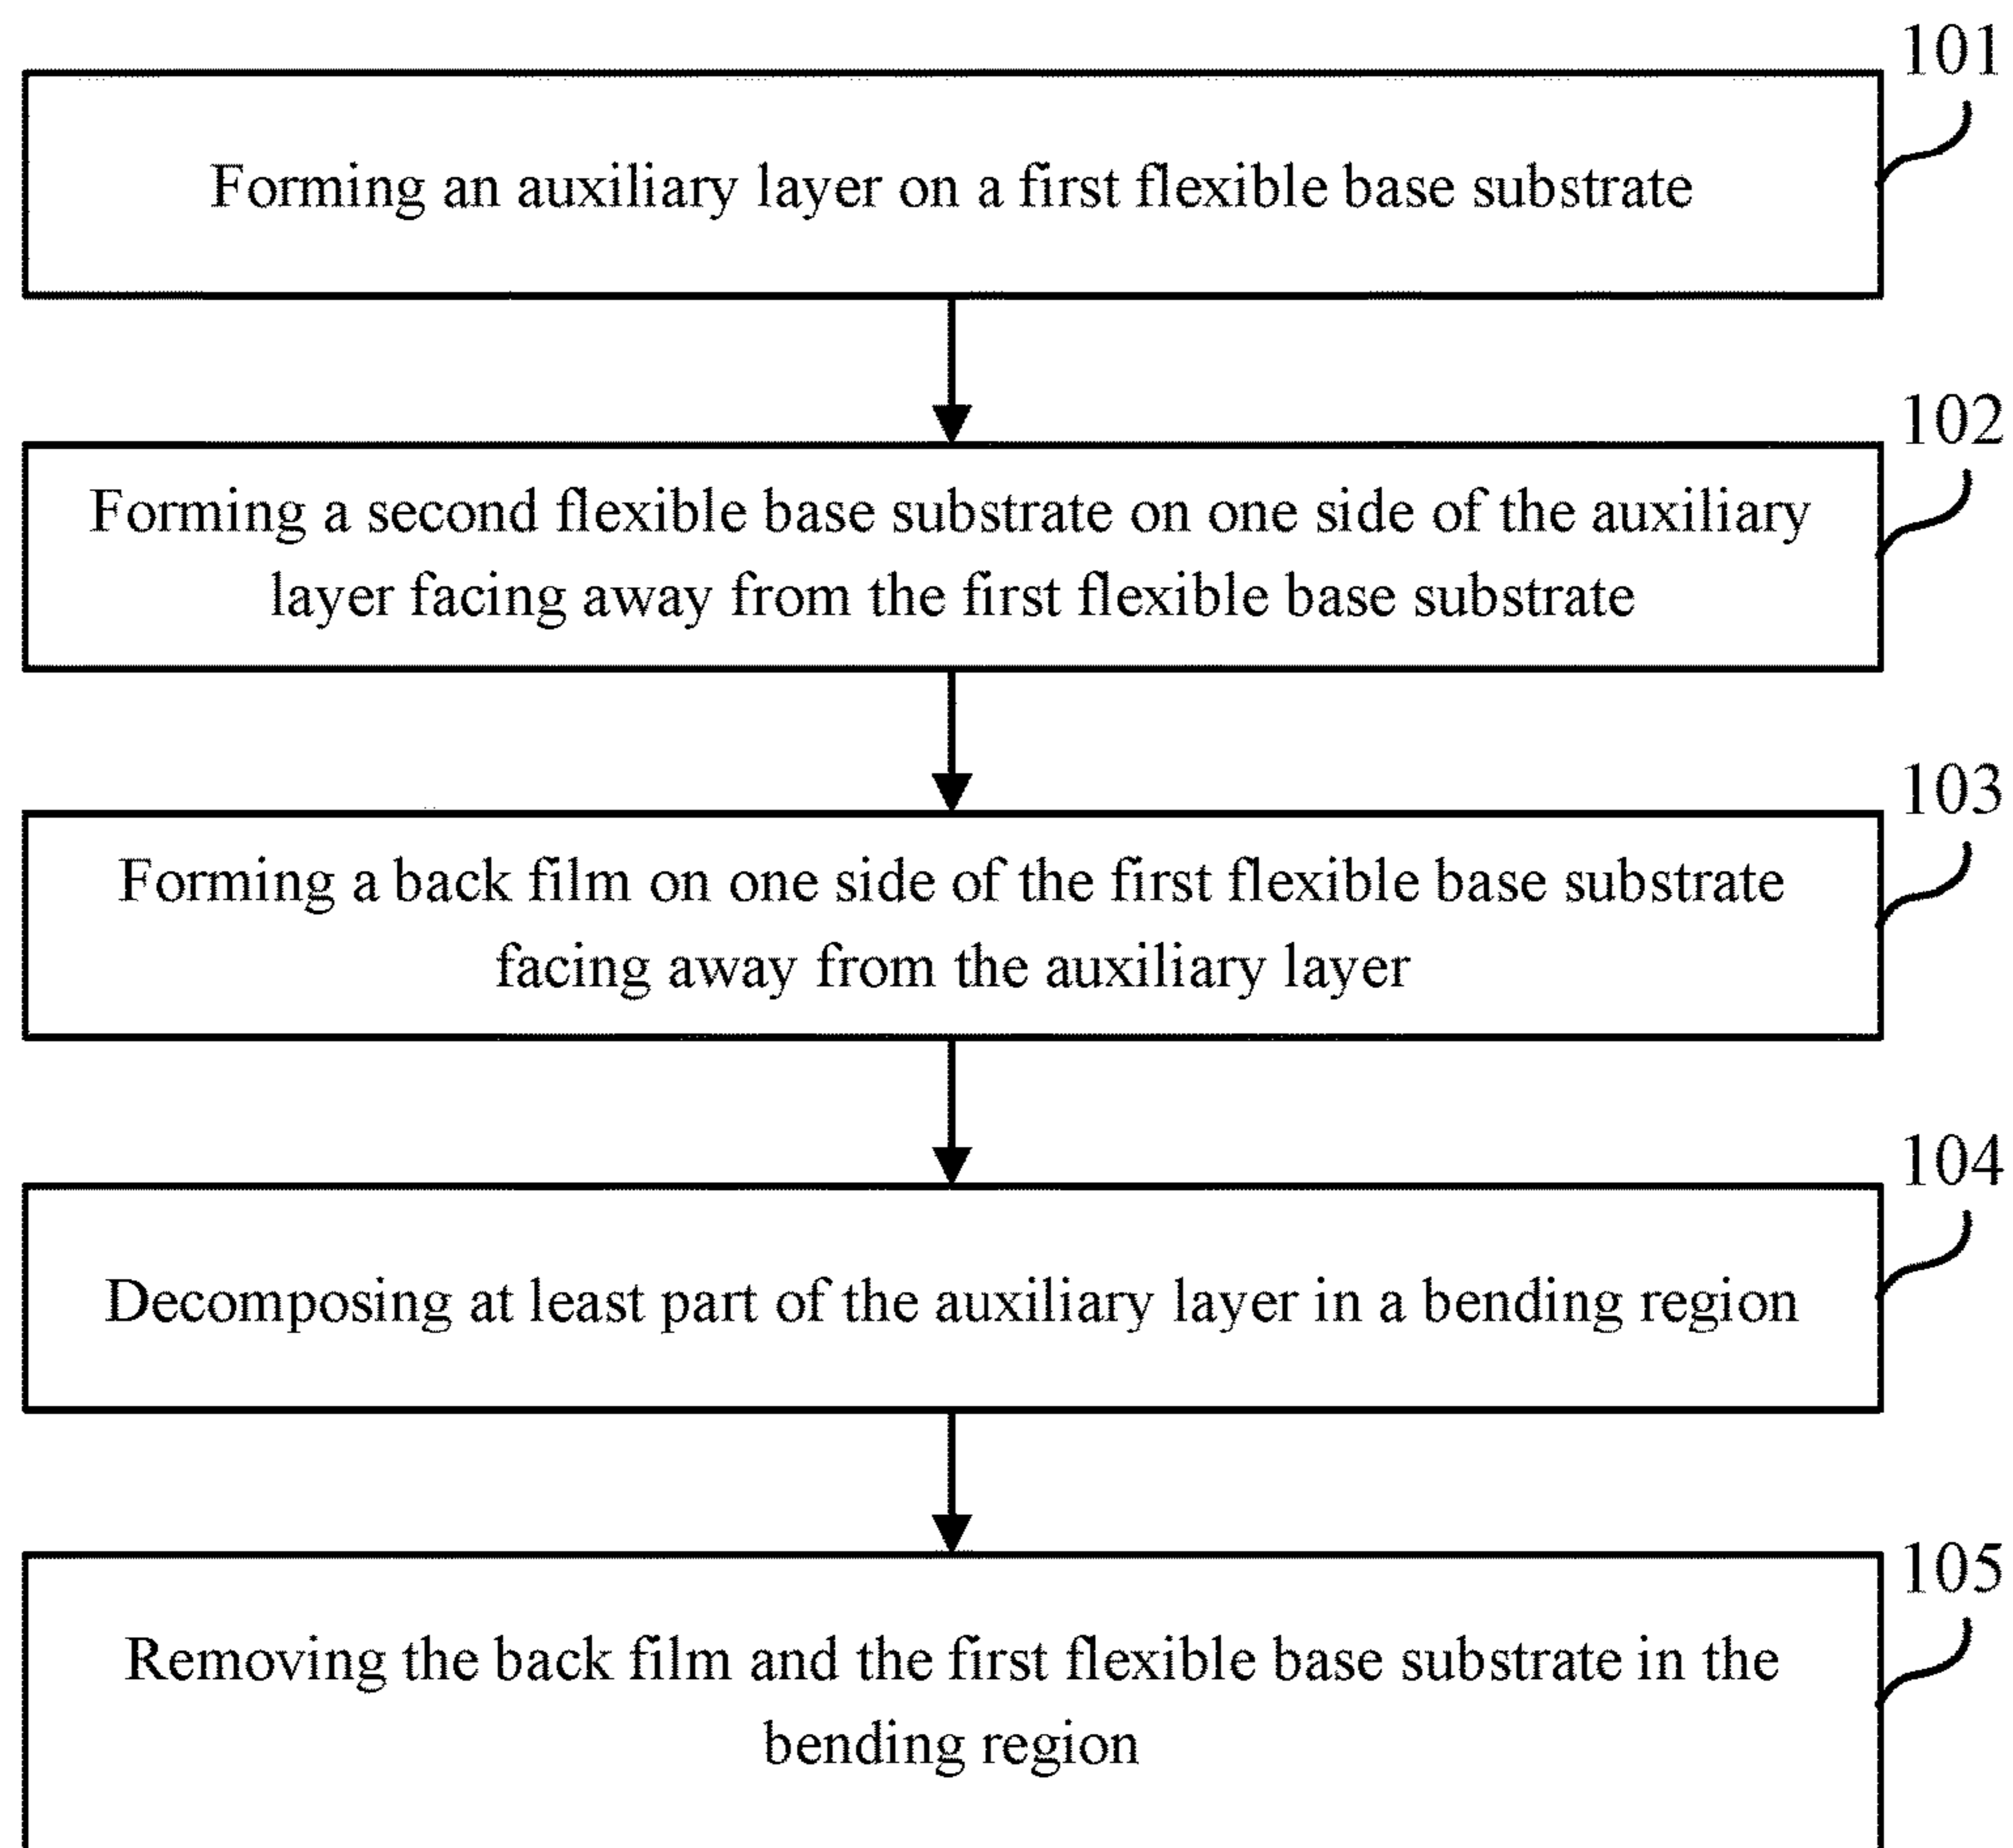 101
Forming an auxiliary layer on a first flexible base substrate
102
Forming a second flexible base substrate on one side of the auxiliary
layer facing away from the first flexible base substrate
103
Forming a back film on one side of the first flexible base substrate
facing away from the auxiliary layer
104
Decomposing at least part of the auxiliary layer in a bending region
105
Removing the back film and the first flexible base substrate in the
bending region